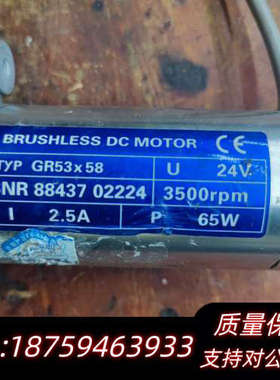 BRUSHLESS DC MOTOR CE
TYP GR53x58 U 24V
SNR 88437 02224 3500rpm
I 2.5A P 65W
质量保
:18759463933
支持对公